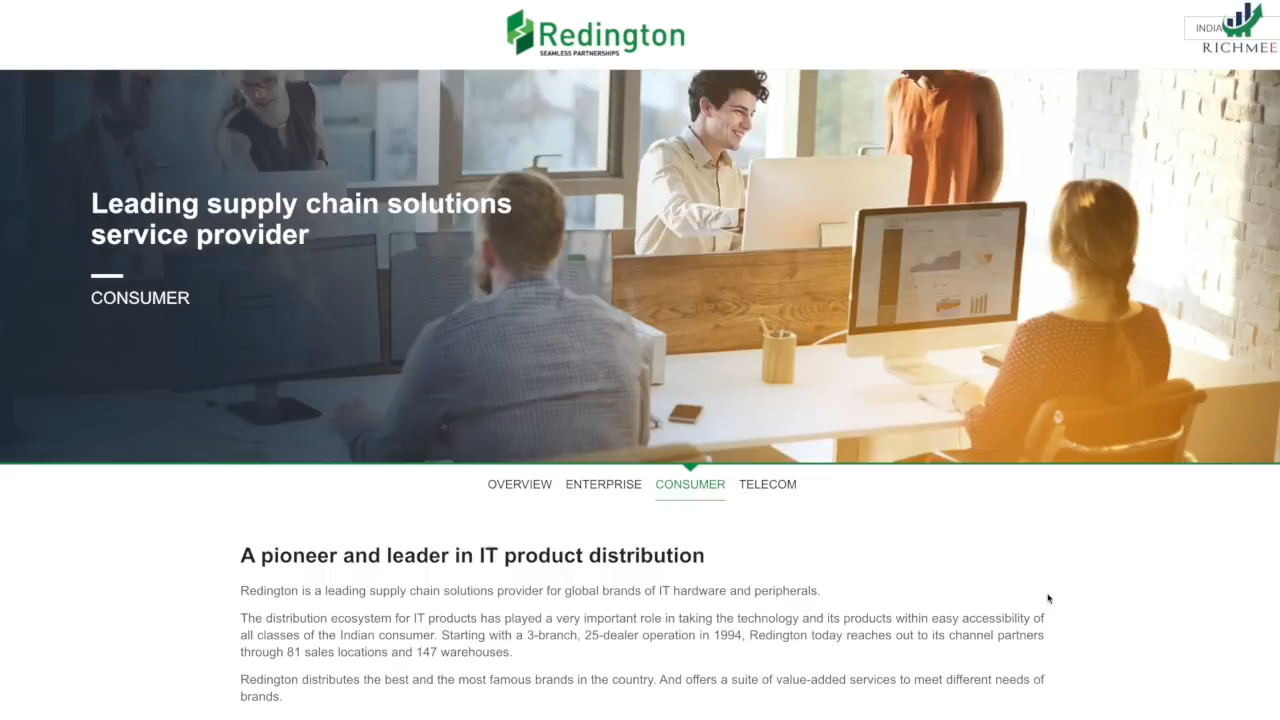 Redington
SEAMLESS PARTNERSHIPS
INDIA
RICHMEE
Leading supply chain solutions
service provider
CONSUMER
OVERVIEW ENTERPRISE CONSUMER TELECOM
A pioneer and leader in IT product distribution
Redington is a leading supply chain solutions provider for global brands of IT hardware and peripherals.
The distribution ecosystem for IT products has played a very important role in taking the technology and its products within easy accessibility of
all classes of the Indian consumer. Starting with a 3-branch, 25-dealer operation in 1994, Redington today reaches out to its channel partners
through 81 sales locations and 147 warehouses.
Redington distributes the best and the most famous brands in the country. And offers a suite of value-added services to meet different needs of
brands.